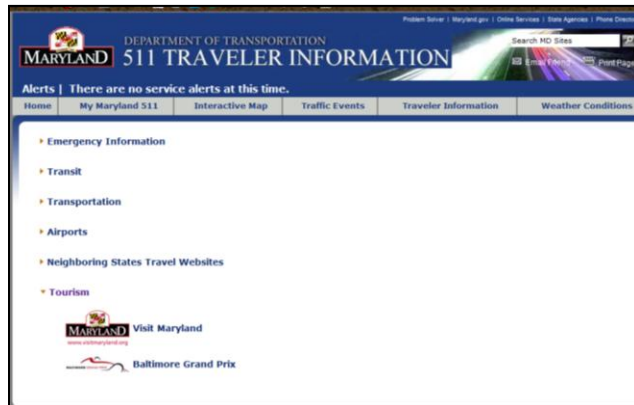 Problem Solver | Maryland.gov | Online Services | State Agencies | Phone Direct
MARYLAND
DEPARTMENT OF TRANSPORTATION
511 TRAVELER INFORMATION
Search MD Sites
Email Friend Print Page
Alerts | There are no service alerts at this time.
Home My Maryland 511 Interactive Map Traffic Events Traveler Information Weather Conditions
Emergency Information
Transit
Transportation
Airports
Neighboring States Travel Websites
Tourism
MARYLAND Visit Maryland
www.visitmaryland.org
Baltimore Grand Prix